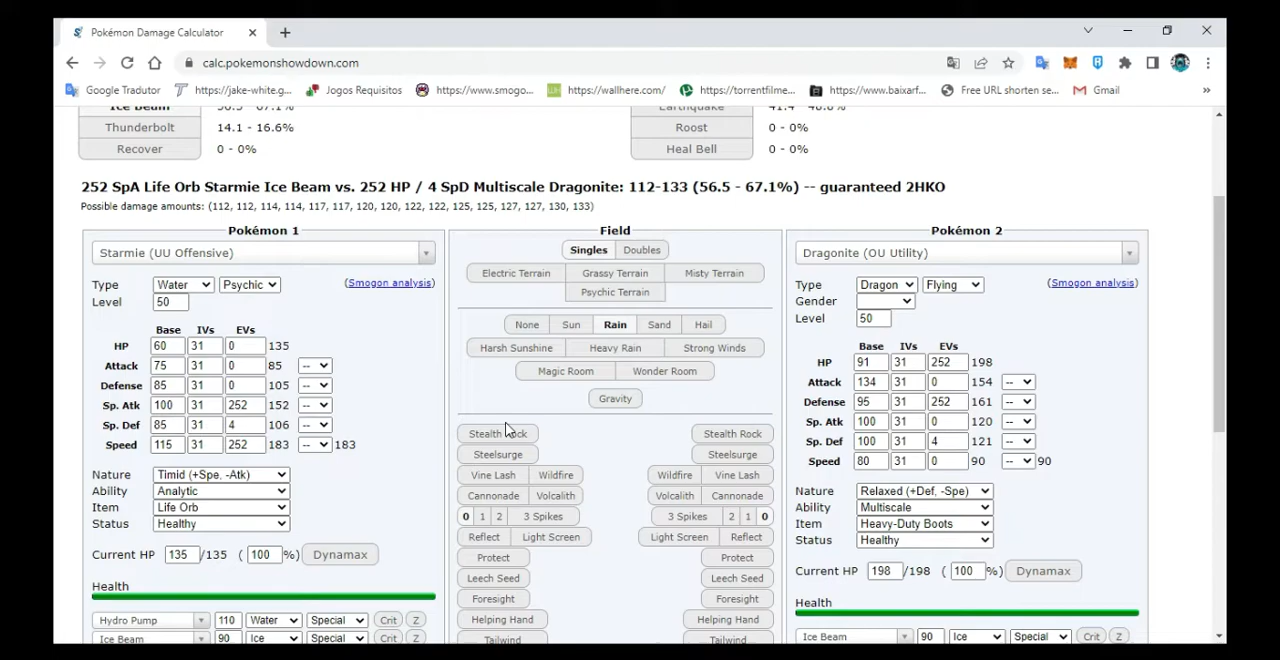 Pokémon Damage Calculator
calc.pokemonshowdown.com
Google Tradutor https://jake-white.g... Jogos Requisitos https://www.smogo... https://wallhere.com/ https://torrentfilme... https://www.baixarf... Free URL shorten se... Gmail »
Ice Beam 56.5 - 67.1% Earthquake
Thunderbolt 14.1 - 16.6% Roost 0 - 0%
Recover 0 - 0% Heal Bell 0 - 0%
252 SpA Life Orb Starmie Ice Beam vs. 252 HP / 4 SpD Multiscale Dragonite: 112-133 (56.5 - 67.1%) -- guaranteed 2HKO
Possible damage amounts: (112, 112, 114, 114, 117, 117, 120, 120, 122, 122, 125, 125, 127, 127, 130, 133)
Pokémon 1
Starmie (UU Offensive)
Type Water Psychic (Smogon analysis)
Level 50
Base IVs EVs
HP 60 31 0 135
Attack 75 31 0 85 --
Defense 85 31 0 105 --
Sp. Atk 100 31 252 152 --
Sp. Def 85 31 4 106 --
Speed 115 31 252 183 -- 183
Nature Timid (+Spe, -Atk)
Ability Analytic
Item Life Orb
Status Healthy
Current HP 135 /135 ( 100 %) Dynamax
Health
Hydro Pump 110 Water Special Crit Z
Ice Beam 90 Ice Special Crit Z
Field
Singles Doubles
Electric Terrain Grassy Terrain Misty Terrain
Psychic Terrain
None Sun Rain Sand Hail
Harsh Sunshine Heavy Rain Strong Winds
Magic Room Wonder Room
Gravity
Stealth Rock Stealth Rock
Steelsurge Steelsurge
Vine Lash Wildfire Wildfire Vine Lash
Cannonade Volcalith Volcalith Cannonade
0 1 2 3 Spikes 3 Spikes 2 1 0
Reflect Light Screen Light Screen Reflect
Protect Protect
Leech Seed Leech Seed
Foresight Foresight
Helping Hand Helping Hand
Tailwind Tailwind
Pokémon 2
Dragonite (OU Utility)
Type Dragon Flying (Smogon analysis)
Gender
Level 50
Base IVs EVs
HP 91 31 252 198
Attack 134 31 0 154 --
Defense 95 31 252 161 --
Sp. Atk 100 31 0 120 --
Sp. Def 100 31 4 121 --
Speed 80 31 0 90 -- 90
Nature Relaxed (+Def, -Spe)
Ability Multiscale
Item Heavy-Duty Boots
Status Healthy
Current HP 198 /198 ( 100 %) Dynamax
Health
Ice Beam 90 Ice Special Crit Z